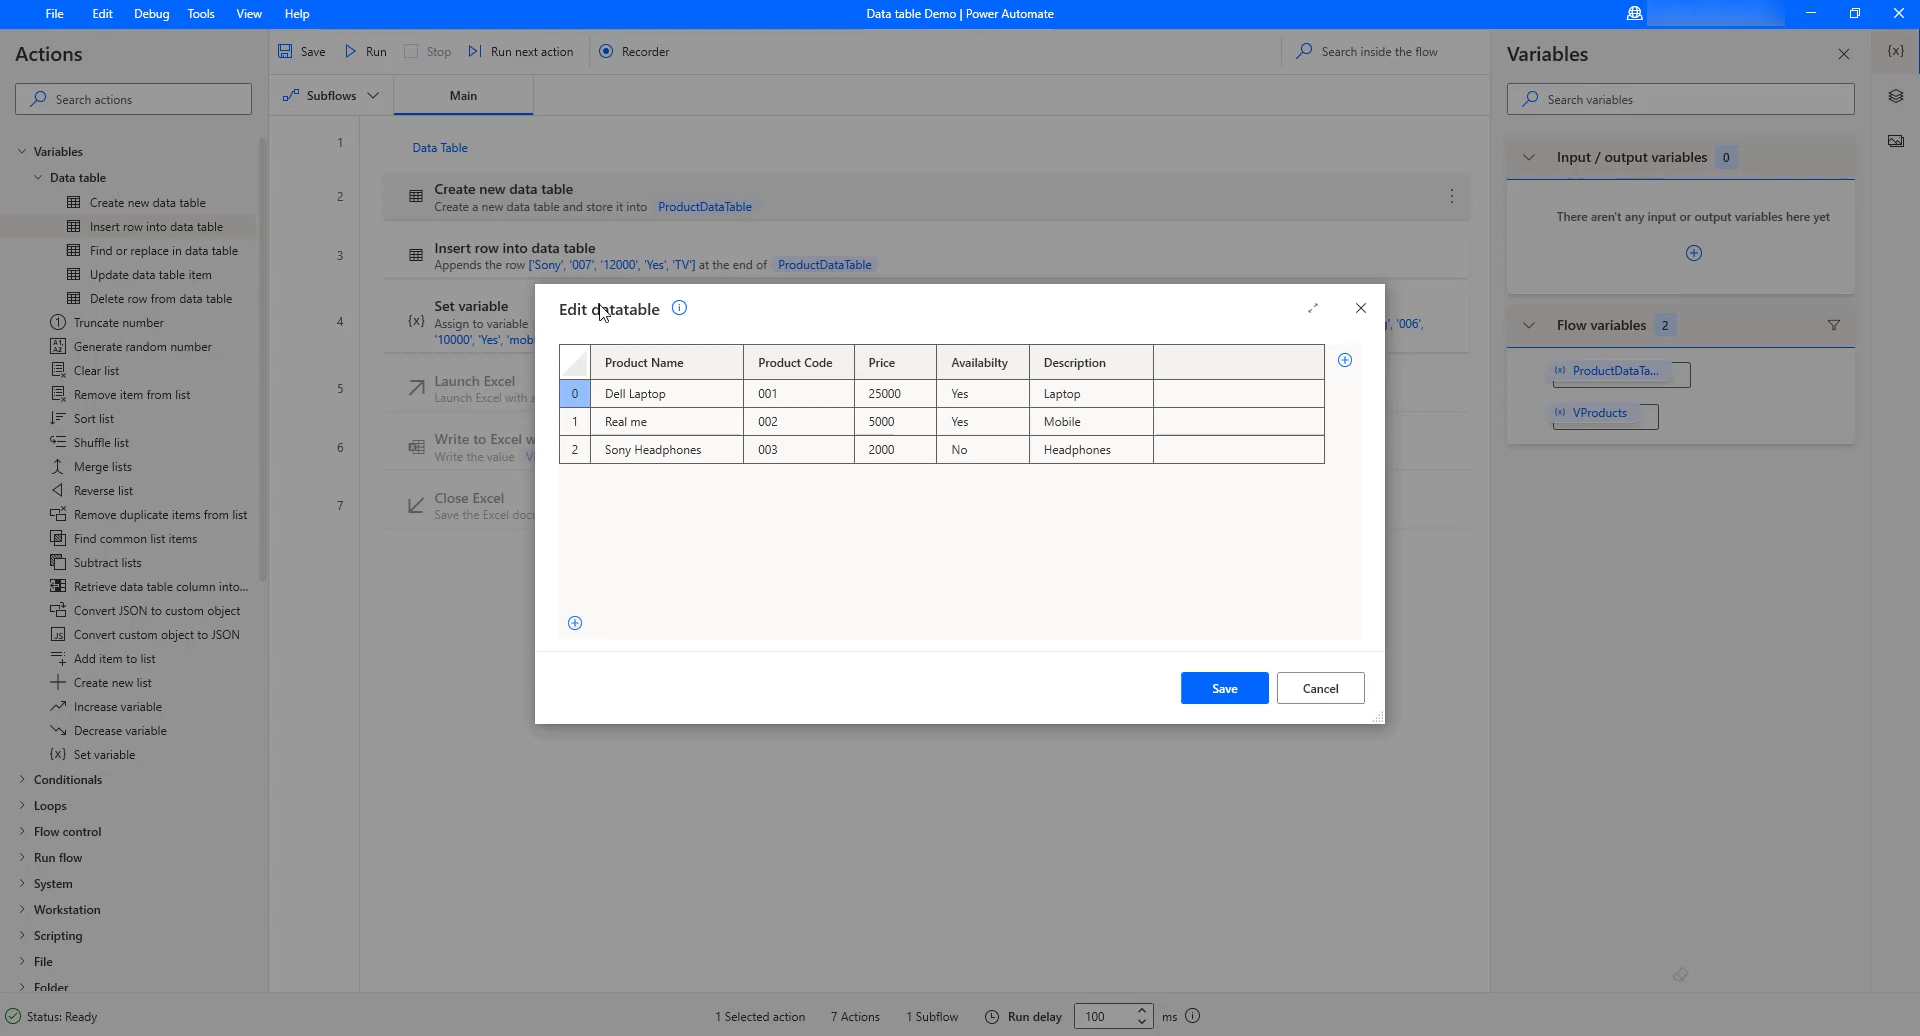 File Edit Debug Tools View Help
Data table Demo | Power Automate
Actions
Search actions
Variables
Data table
Create new data table
Insert row into data table
Find or replace in data table
Update data table item
Delete row from data table
Truncate number
Generate random number
Clear list
Remove item from list
Sort list
Shuffle list
Merge lists
Reverse list
Remove duplicate items from list
Find common list items
Subtract lists
Retrieve data table column into...
Convert JSON to custom object
Convert custom object to JSON
Add item to list
Create new list
Increase variable
Decrease variable
{x} Set variable
Conditionals
Loops
Flow control
Run flow
System
Workstation
Scripting
File
Folder
Save Run Stop Run next action Recorder
Search inside the flow
Subflows Main
1 Data Table
2 Create new data table
Create a new data table and store it into ProductDataTable
3 Insert row into data table
Appends the row ['Sony', '007', '12000', 'Yes', 'TV'] at the end of ProductDataTable
4 {x} Set variable
Assign to variable ', '006',
'10000', 'Yes', 'mob
5 Launch Excel
Launch Excel with a
6 Write to Excel w
Write the value
7 Close Excel
Save the Excel docu
Edit datatable
Product Name Product Code Price Availabilty Description
0 Dell Laptop 001 25000 Yes Laptop
1 Real me 002 5000 Yes Mobile
2 Sony Headphones 003 2000 No Headphones
Save Cancel
Variables
{x}
Search variables
Input / output variables 0
There aren't any input or output variables here yet
Flow variables 2
(x) ProductDataTa...
(x) VProducts
Status: Ready
1 Selected action 7 Actions 1 Subflow Run delay 100 ms